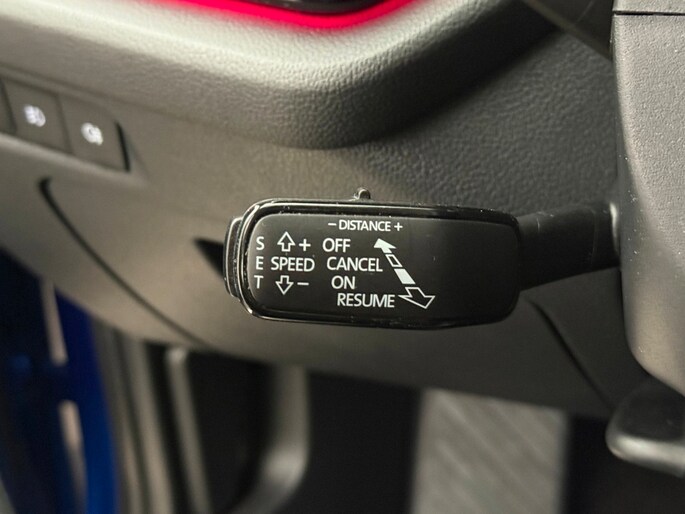 − DISTANCE +
S + OFF
E SPEED CANCEL
T − ON
RESUME